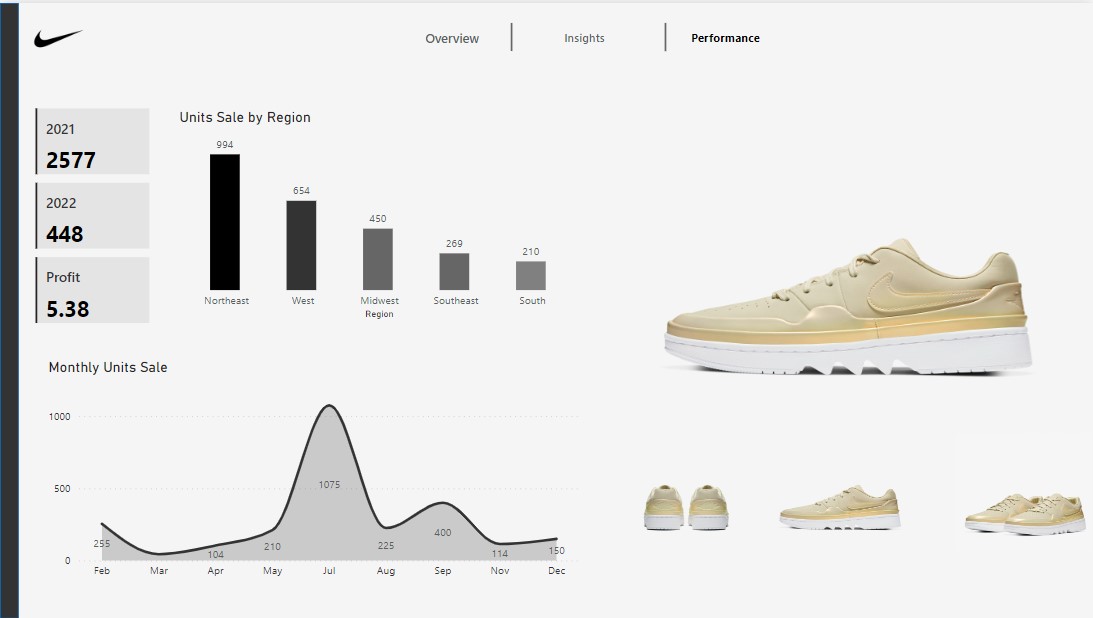 Overview
Insights
Performance
2021
2577
2022
448
Profit
5.38
Units Sale by Region
994
654
450
269
210
Northeast West Midwest Southeast South
Region
Monthly Units Sale
1000
500
0
255
104
210
1075
225
400
114
150
Feb Mar Apr May Jul Aug Sep Nov Dec